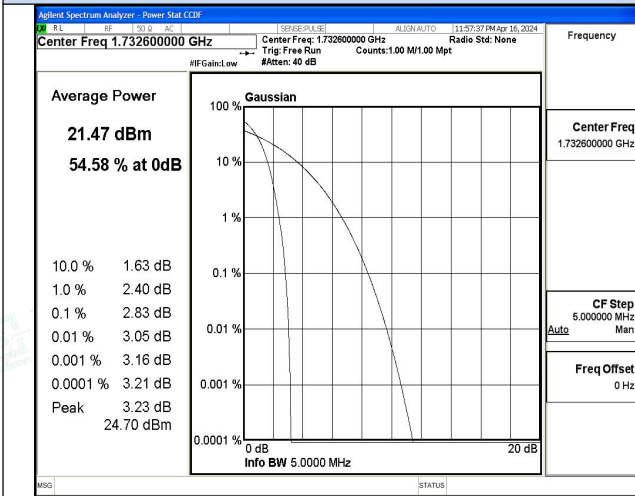 Agilent Spectrum Analyzer - Power Stat CCDF
RL RF 50 Ω AC SENSE:PULSE ALIGN AUTO 11:57:37 PM Apr 16, 2024
Center Freq 1.732600000 GHz Center Freq: 1.732600000 GHz Radio Std: None
Trig: Free Run Counts:1.00 M/1.00 Mpt
#IFGain:Low #Atten: 40 dB
Frequency
Average Power
21.47 dBm
54.58 % at 0dB
10.0 % 1.63 dB
1.0 % 2.40 dB
0.1 % 2.83 dB
0.01 % 3.05 dB
0.001 % 3.16 dB
0.0001 % 3.21 dB
Peak 3.23 dB
24.70 dBm
Gaussian
100 %
10 %
1 %
0.1 %
0.01 %
0.001 %
0.0001 %
0 dB 20 dB
Info BW 5.0000 MHz
Center Freq
1.732600000 GHz
CF Step
5.000000 MHz
Auto Man
Freq Offset
0 Hz
MSG STATUS